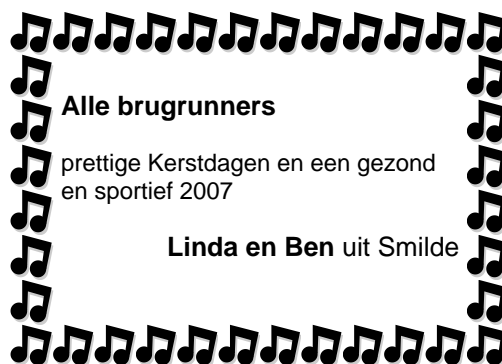 Alle brugrunners
prettige Kerstdagen en een gezond
en sportief 2007
Linda en Ben uit Smilde